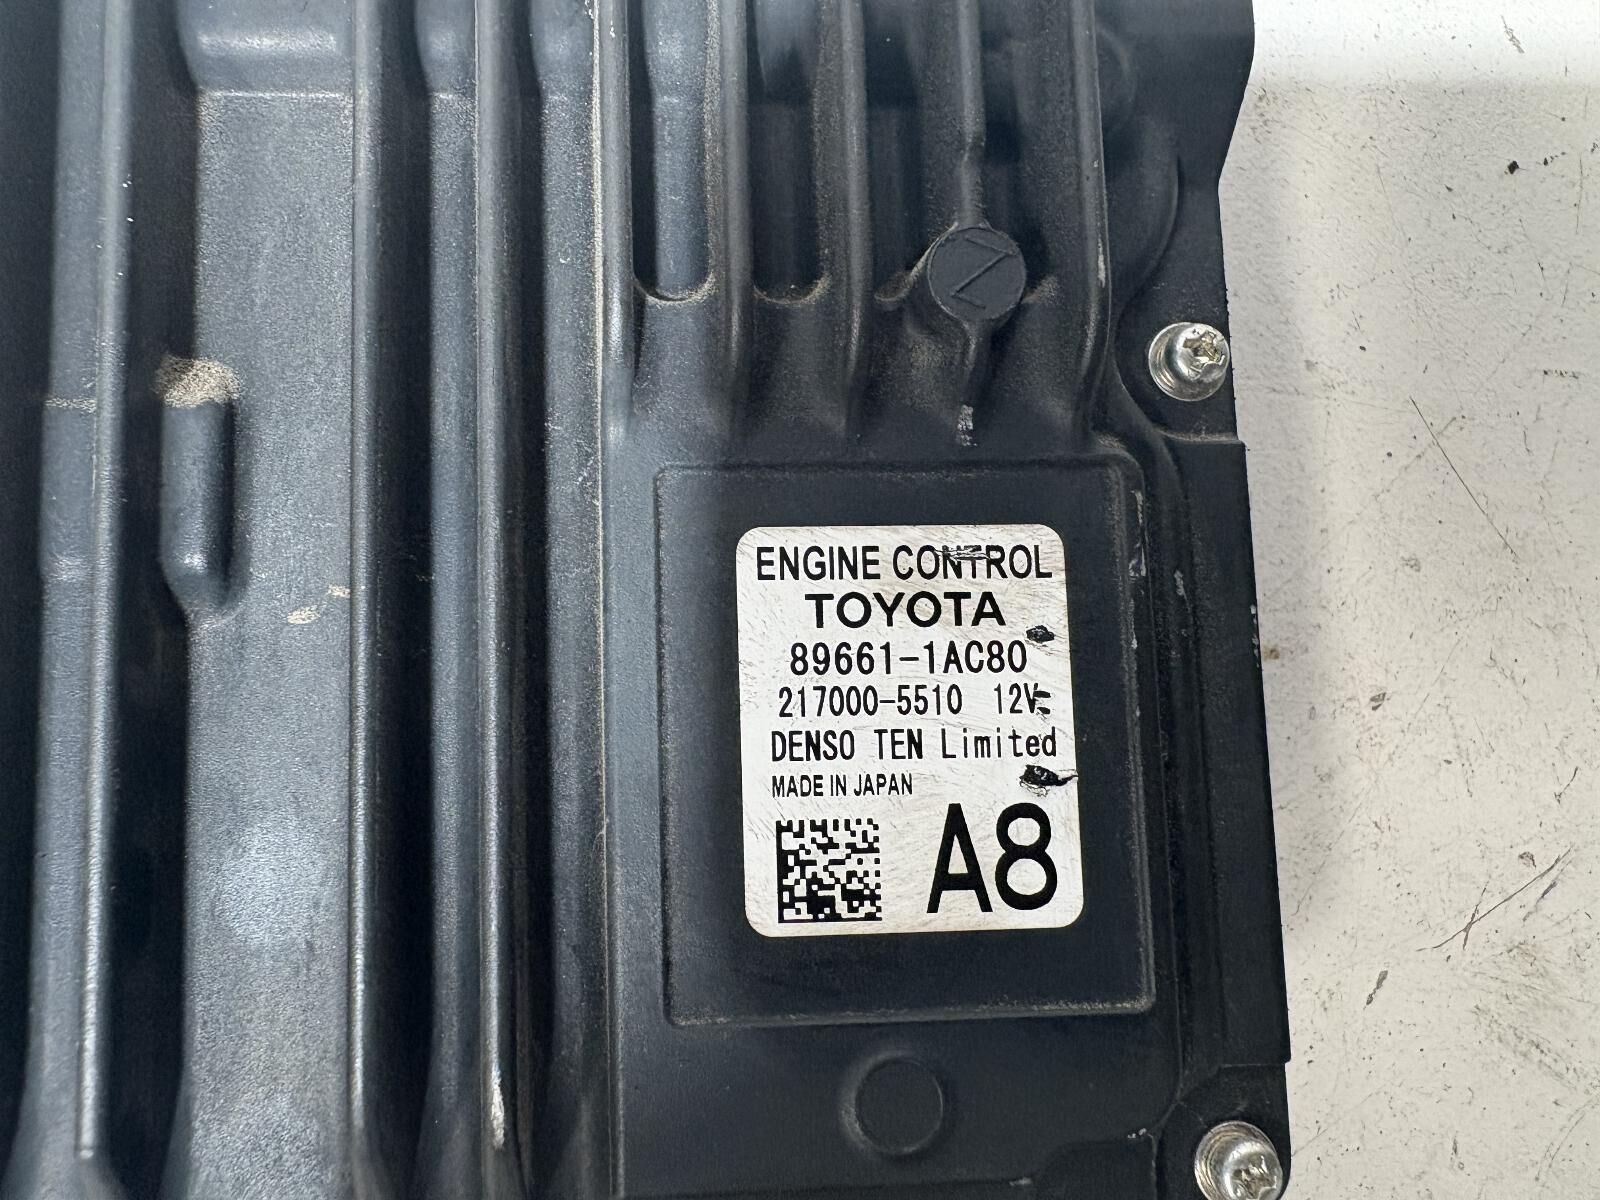 ENGINE CONTROL
TOYOTA
89661-1AC80
217000-5510 12V
DENSO TEN Limited
MADE IN JAPAN
A8